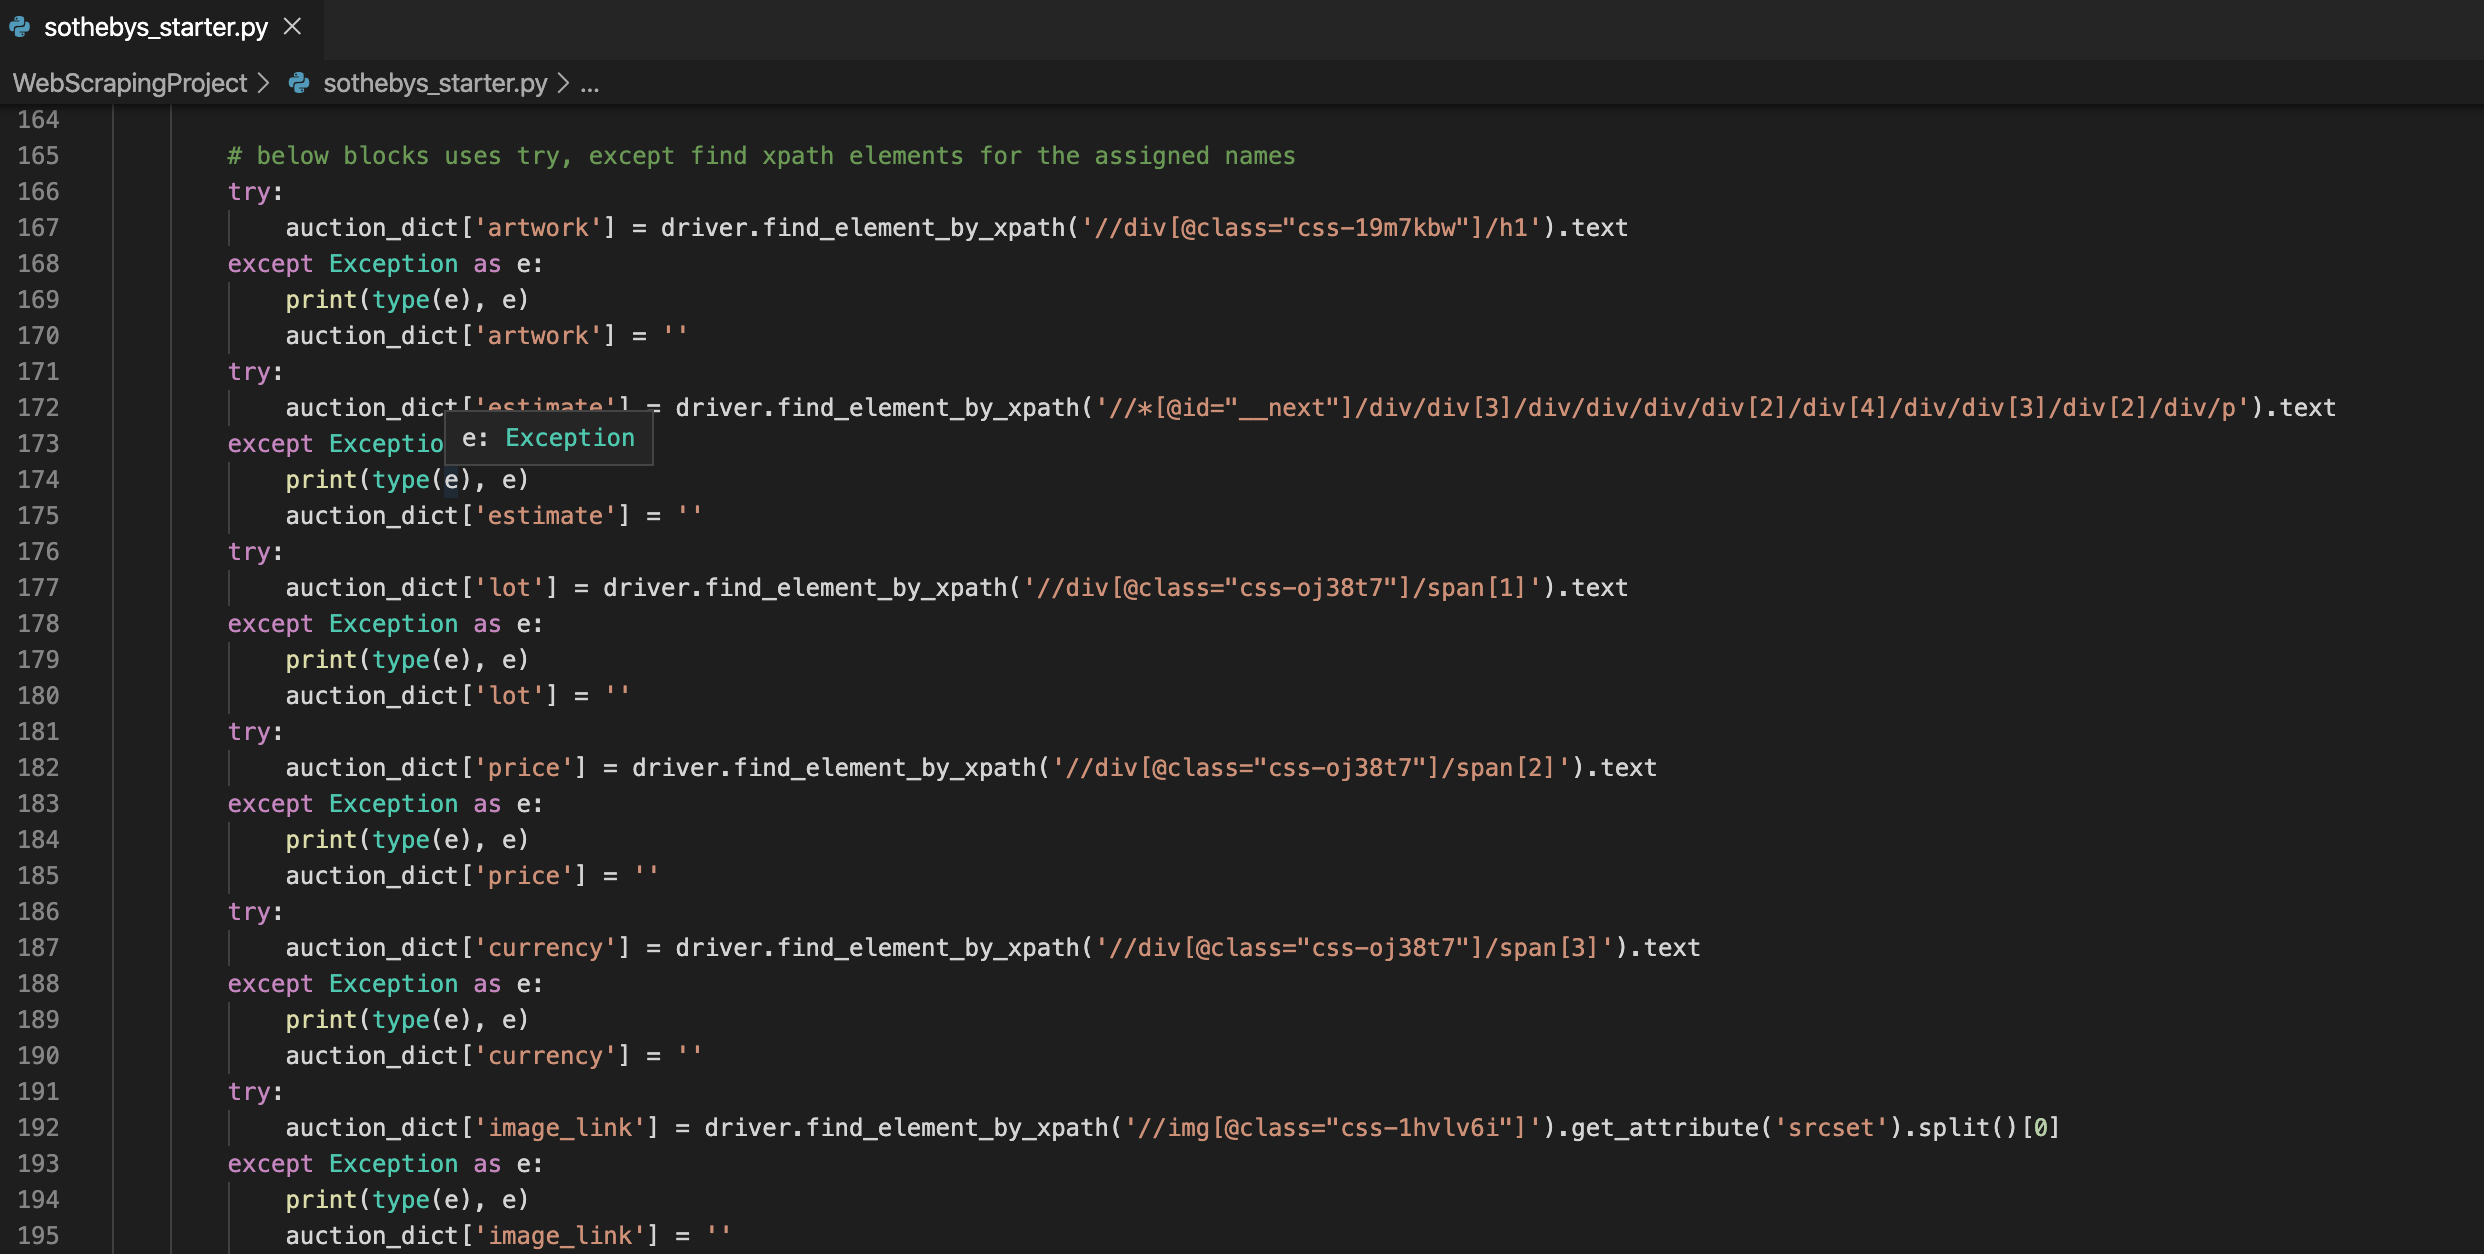 sothebys_starter.py
WebScrapingProject > sothebys_starter.py > ...
164
165 # below blocks uses try, except find xpath elements for the assigned names
166 try:
167 auction_dict['artwork'] = driver.find_element_by_xpath('//div[@class="css-19m7kbw"]/h1').text
168 except Exception as e:
169 print(type(e), e)
170 auction_dict['artwork'] = ''
171 try:
172 auction_dict['estimate'] = driver.find_element_by_xpath('//*[@id="__next"]/div/div[3]/div/div/div/div[2]/div[4]/div/div[3]/div[2]/div/p').text
173 except Exceptio
e: Exception
174 print(type(e), e)
175 auction_dict['estimate'] = ''
176 try:
177 auction_dict['lot'] = driver.find_element_by_xpath('//div[@class="css-oj38t7"]/span[1]').text
178 except Exception as e:
179 print(type(e), e)
180 auction_dict['lot'] = ''
181 try:
182 auction_dict['price'] = driver.find_element_by_xpath('//div[@class="css-oj38t7"]/span[2]').text
183 except Exception as e:
184 print(type(e), e)
185 auction_dict['price'] = ''
186 try:
187 auction_dict['currency'] = driver.find_element_by_xpath('//div[@class="css-oj38t7"]/span[3]').text
188 except Exception as e:
189 print(type(e), e)
190 auction_dict['currency'] = ''
191 try:
192 auction_dict['image_link'] = driver.find_element_by_xpath('//img[@class="css-1hvlv6i"]').get_attribute('srcset').split()[0]
193 except Exception as e:
194 print(type(e), e)
195 auction_dict['image_link'] = ''